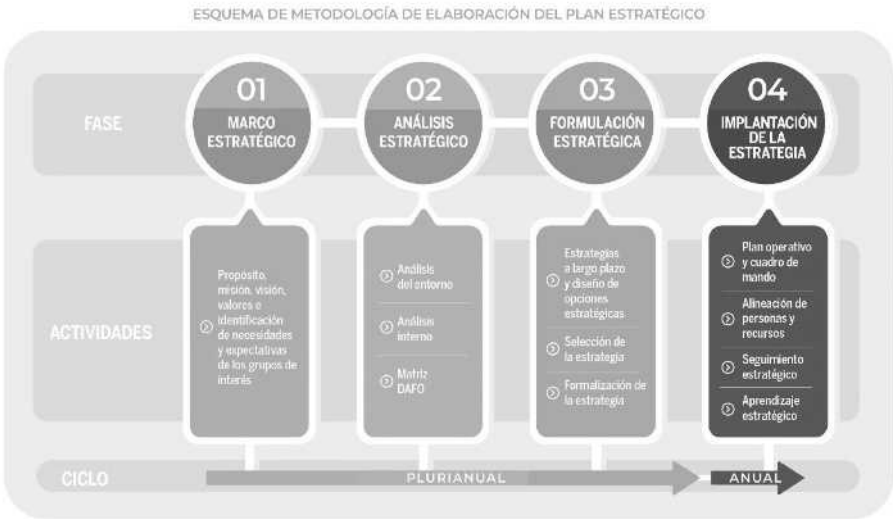 ESQUEMA DE METODOLOGÍA DE ELABORACIÓN DEL PLAN ESTRATÉGICO
FASE
01
MARCO
ESTRATÉGICO
02
ANÁLISIS
ESTRATÉGICO
03
FORMULACIÓN
ESTRATÉGICA
04
IMPLANTACIÓN
DE LA
ESTRATEGIA
ACTIVIDADES
Propósito,
misión, visión,
valores e
identificación
de necesidades
y expectativas
de los grupos de
interés
Análisis
del entorno
Análisis
interno
Matriz
DAFO
Estrategias
a largo plazo
y diseño de
opciones
estratégicas
Selección de
la estrategia
Formalización de
la estrategia
Plan operativo
y cuadro de
mando
Alineación de
personas y
recursos
Seguimiento
estratégico
Aprendizaje
estratégico
CICLO
PLURIANUAL
ANUAL